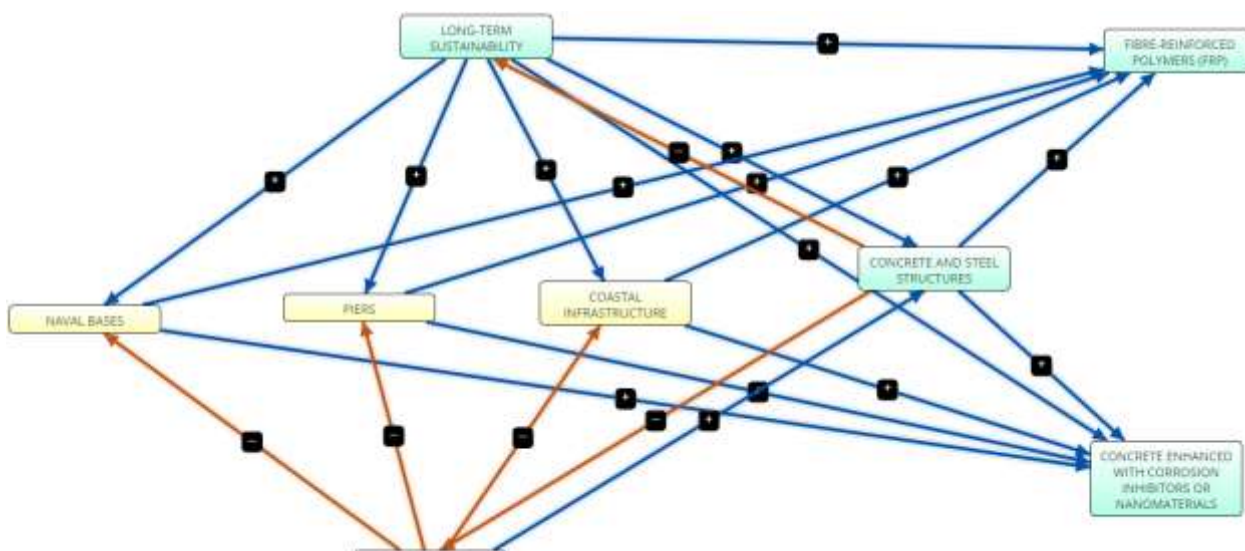 LONG-TERM
SUSTAINABILITY
FIBRE-REINFORCED
POLYMERS (FRP)
CONCRETE AND STEEL
STRUCTURES
COASTAL
INFRASTRUCTURE
PIERS
NAVAL BASES
CONCRETE ENHANCED
WITH CORROSION
INHIBITORS OR
NANOMATERIALS